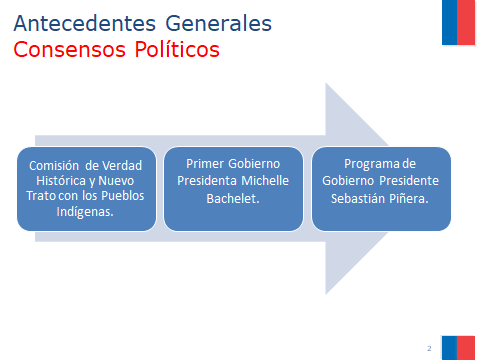 Antecedentes Generales
Consensos Políticos
Comisión de Verdad
Histórica y Nuevo
Trato con los Pueblos
Indígenas.
Primer Gobierno
Presidenta Michelle
Bachelet.
Programa de
Gobierno Presidente
Sebastián Piñera.
2